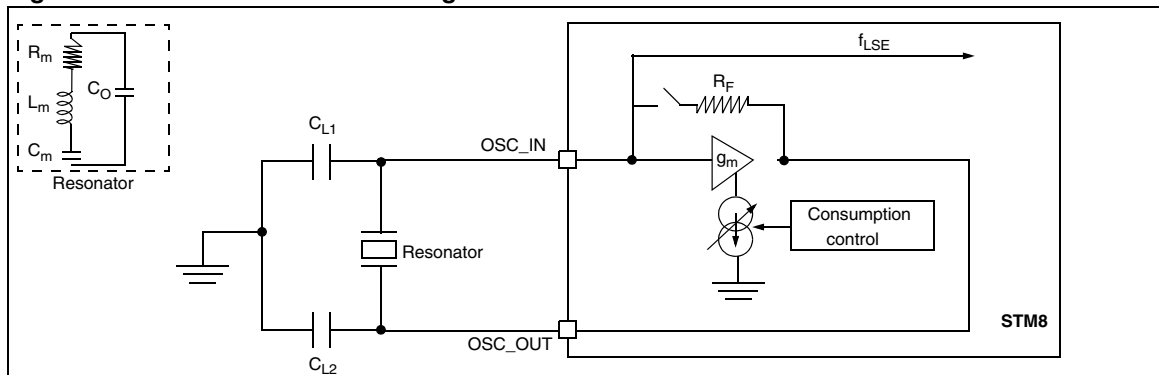 R_m
L_m
C_m
C_O
Resonator
C_L1
C_L2
Resonator
OSC_IN
OSC_OUT
f_LSE
R_F
g_m
Consumption
control
STM8